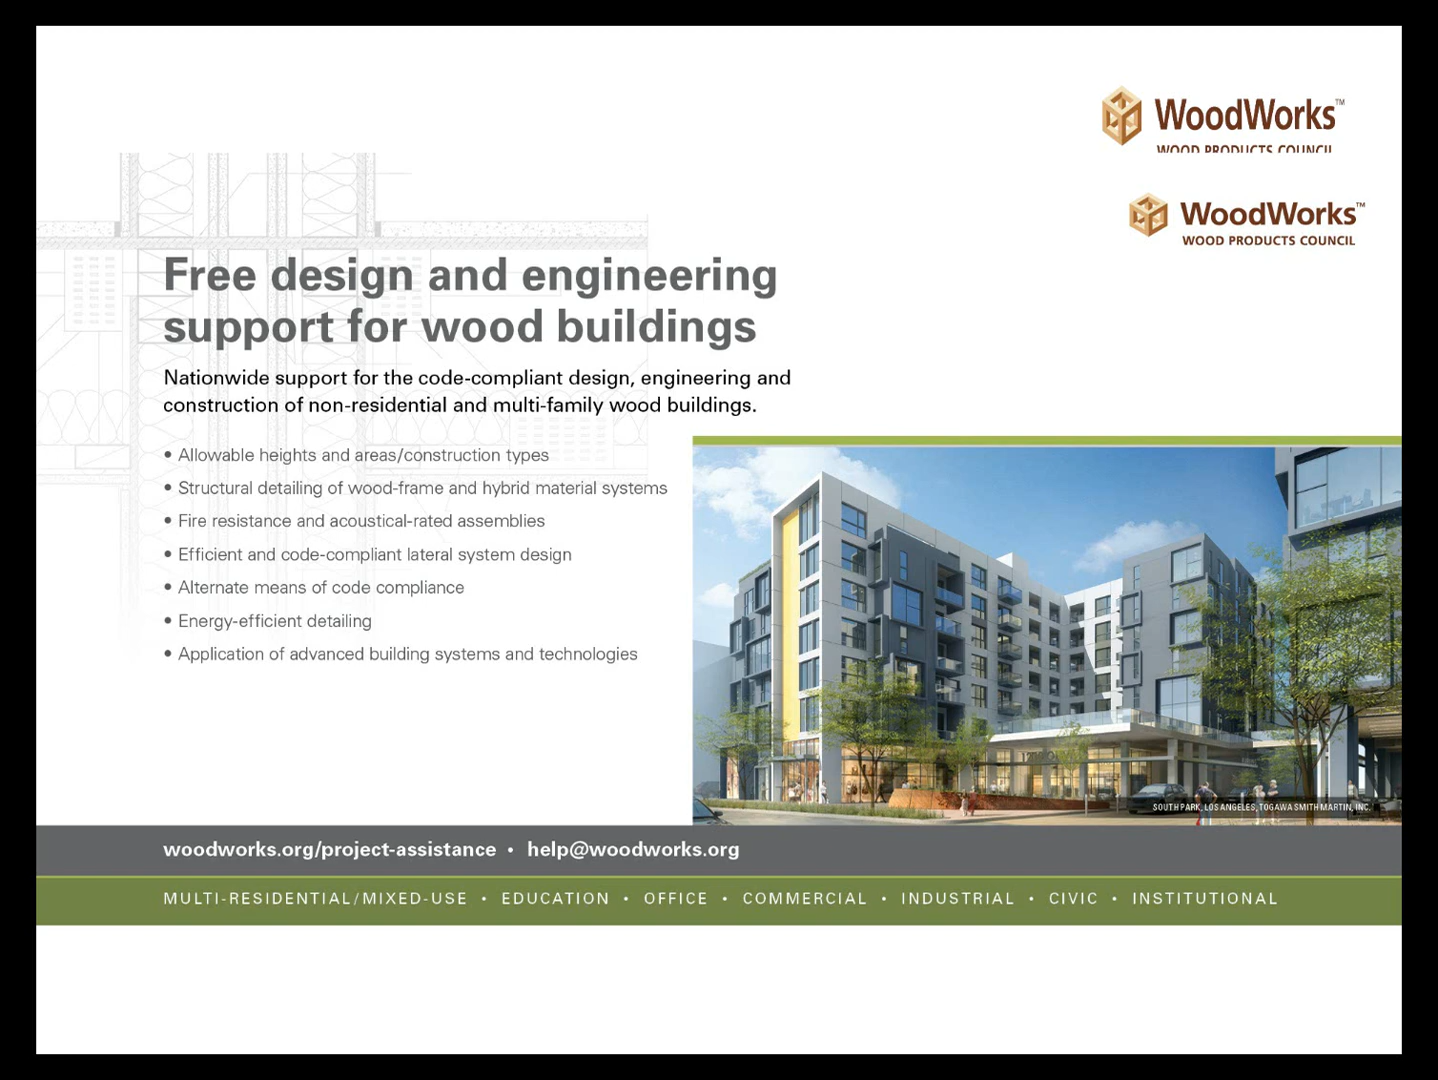 WoodWorks™
WOOD PRODUCTS COUNCIL
WoodWorks™
WOOD PRODUCTS COUNCIL
Free design and engineering
support for wood buildings
Nationwide support for the code-compliant design, engineering and
construction of non-residential and multi-family wood buildings.
• Allowable heights and areas/construction types
• Structural detailing of wood-frame and hybrid material systems
• Fire resistance and acoustical-rated assemblies
• Efficient and code-compliant lateral system design
• Alternate means of code compliance
• Energy-efficient detailing
• Application of advanced building systems and technologies
SOUTH PARK, LOS ANGELES, TOGAWA SMITH MARTIN, INC.
woodworks.org/project-assistance • help@woodworks.org
MULTI-RESIDENTIAL/MIXED-USE • EDUCATION • OFFICE • COMMERCIAL • INDUSTRIAL • CIVIC • INSTITUTIONAL